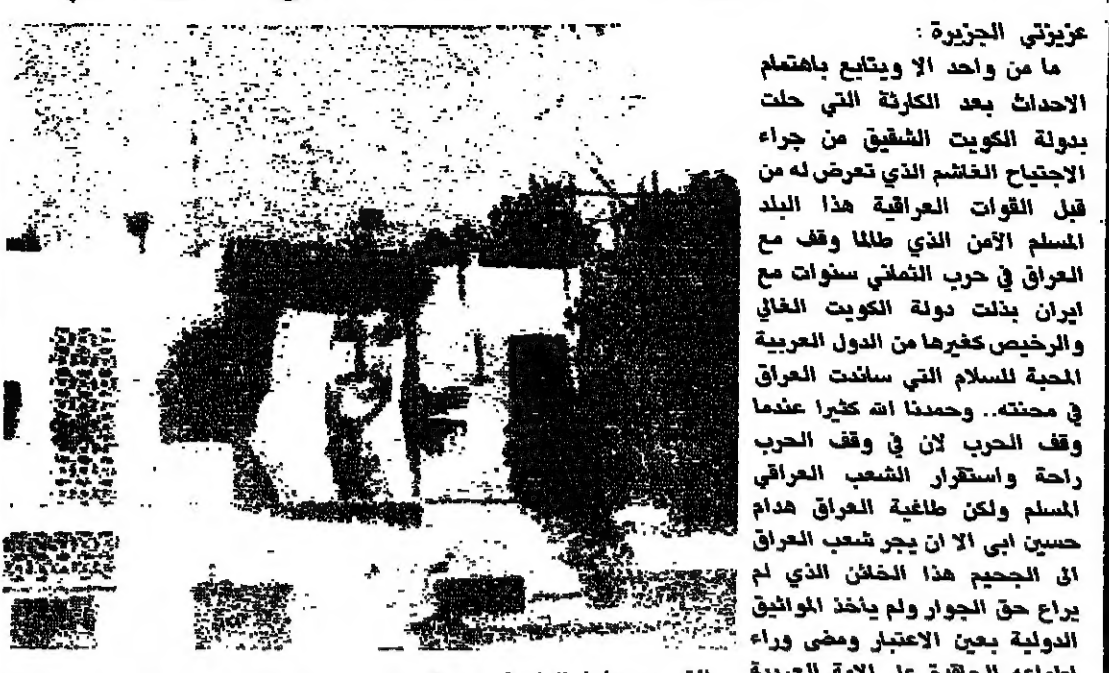 عزيزتي الجزيرة :
ما من واحد الا ويتابع باهتمام
الاحداث بعد الكارثة التي حلت
بدولة الكويت الشقيق من جراء
الاجتياح الغاشم الذي تعرض له من
قبل القوات العراقية هذا البلد
المسلم الآمن الذي طالما وقف مع
العراق في حرب الثماني سنوات مع
ايران بذلت دولة الكويت الغالي
والرخيص كغيرها من الدول العربية
المحبة للسلام التي ساندت العراق
في محنته.. وحمدنا الله كثيرا عندما
وقف الحرب لان في وقف الحرب
راحة واستقرار الشعب العراقي
المسلم ولكن طاغية العراق هدام
حسين ابى الا ان يجر شعب العراق
الى الجحيم هذا الخائن الذي لم
يراع حق الجوار ولم يأخذ المواثيق
الدولية بعين الاعتبار ومضى وراء